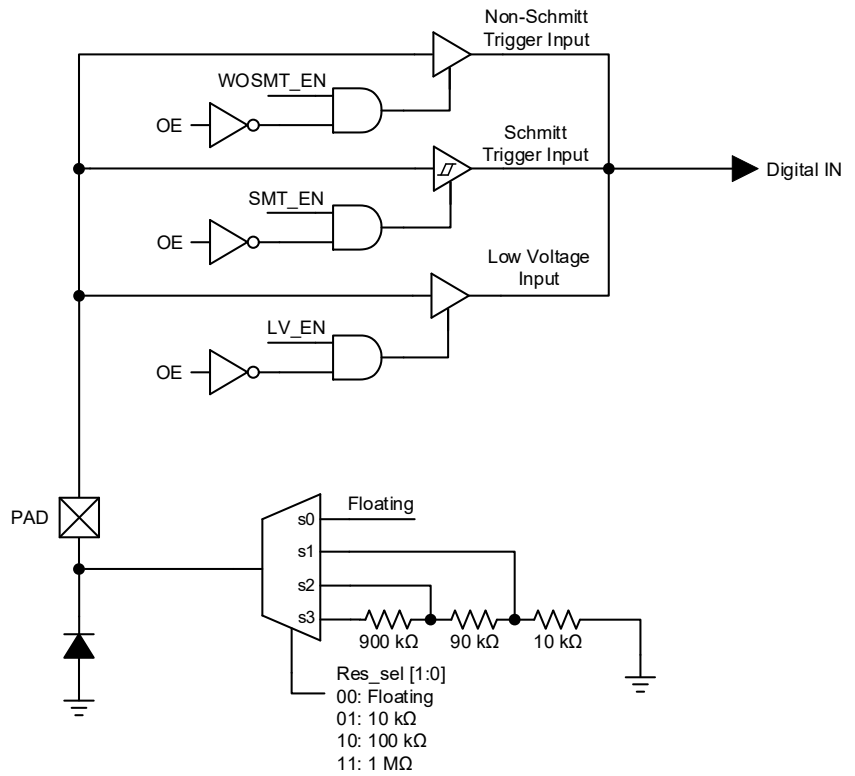 Non-Schmitt
Trigger Input
WOSMT_EN
OE
Schmitt
Trigger Input
Digital IN
SMT_EN
OE
Low Voltage
Input
LV_EN
OE
PAD
Floating
s0
s1
s2
s3
900 kΩ
90 kΩ
10 kΩ
Res_sel [1:0]
00: Floating
01: 10 kΩ
10: 100 kΩ
11: 1 MΩ